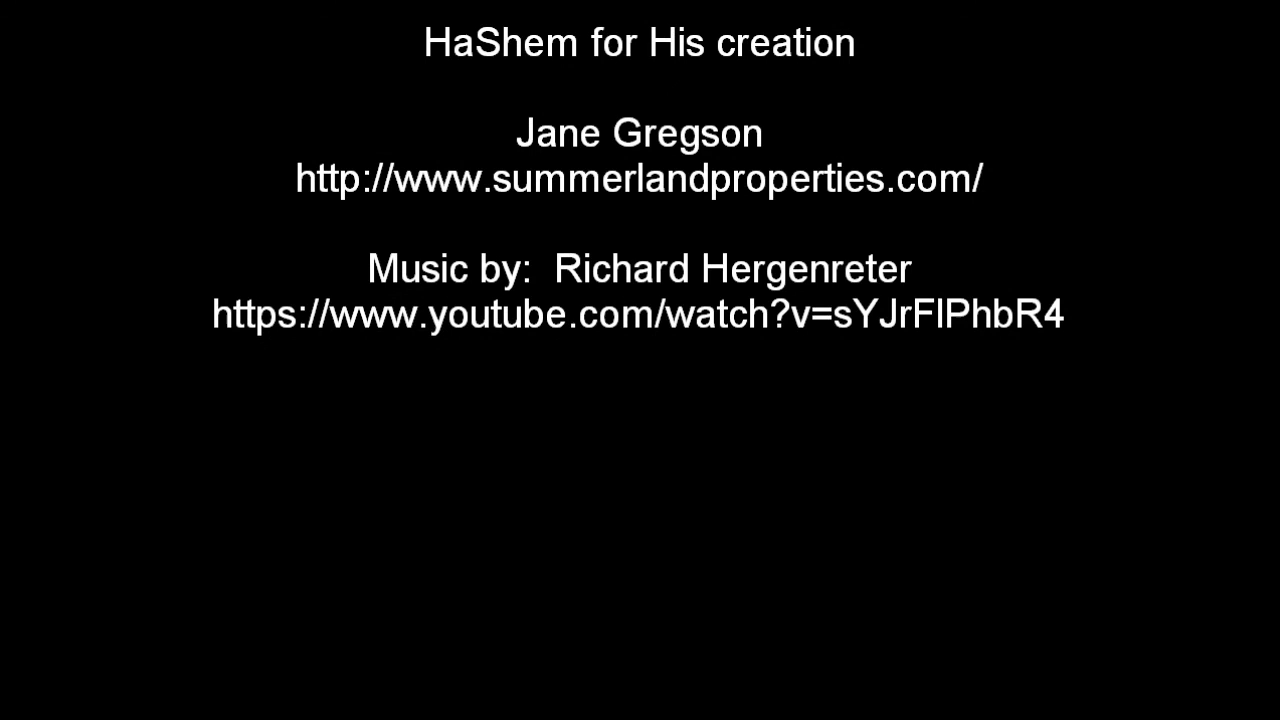 HaShem for His creation
Jane Gregson
http://www.summerlandproperties.com/
Music by:  Richard Hergenreter
https://www.youtube.com/watch?v=sYJrFlPhbR4